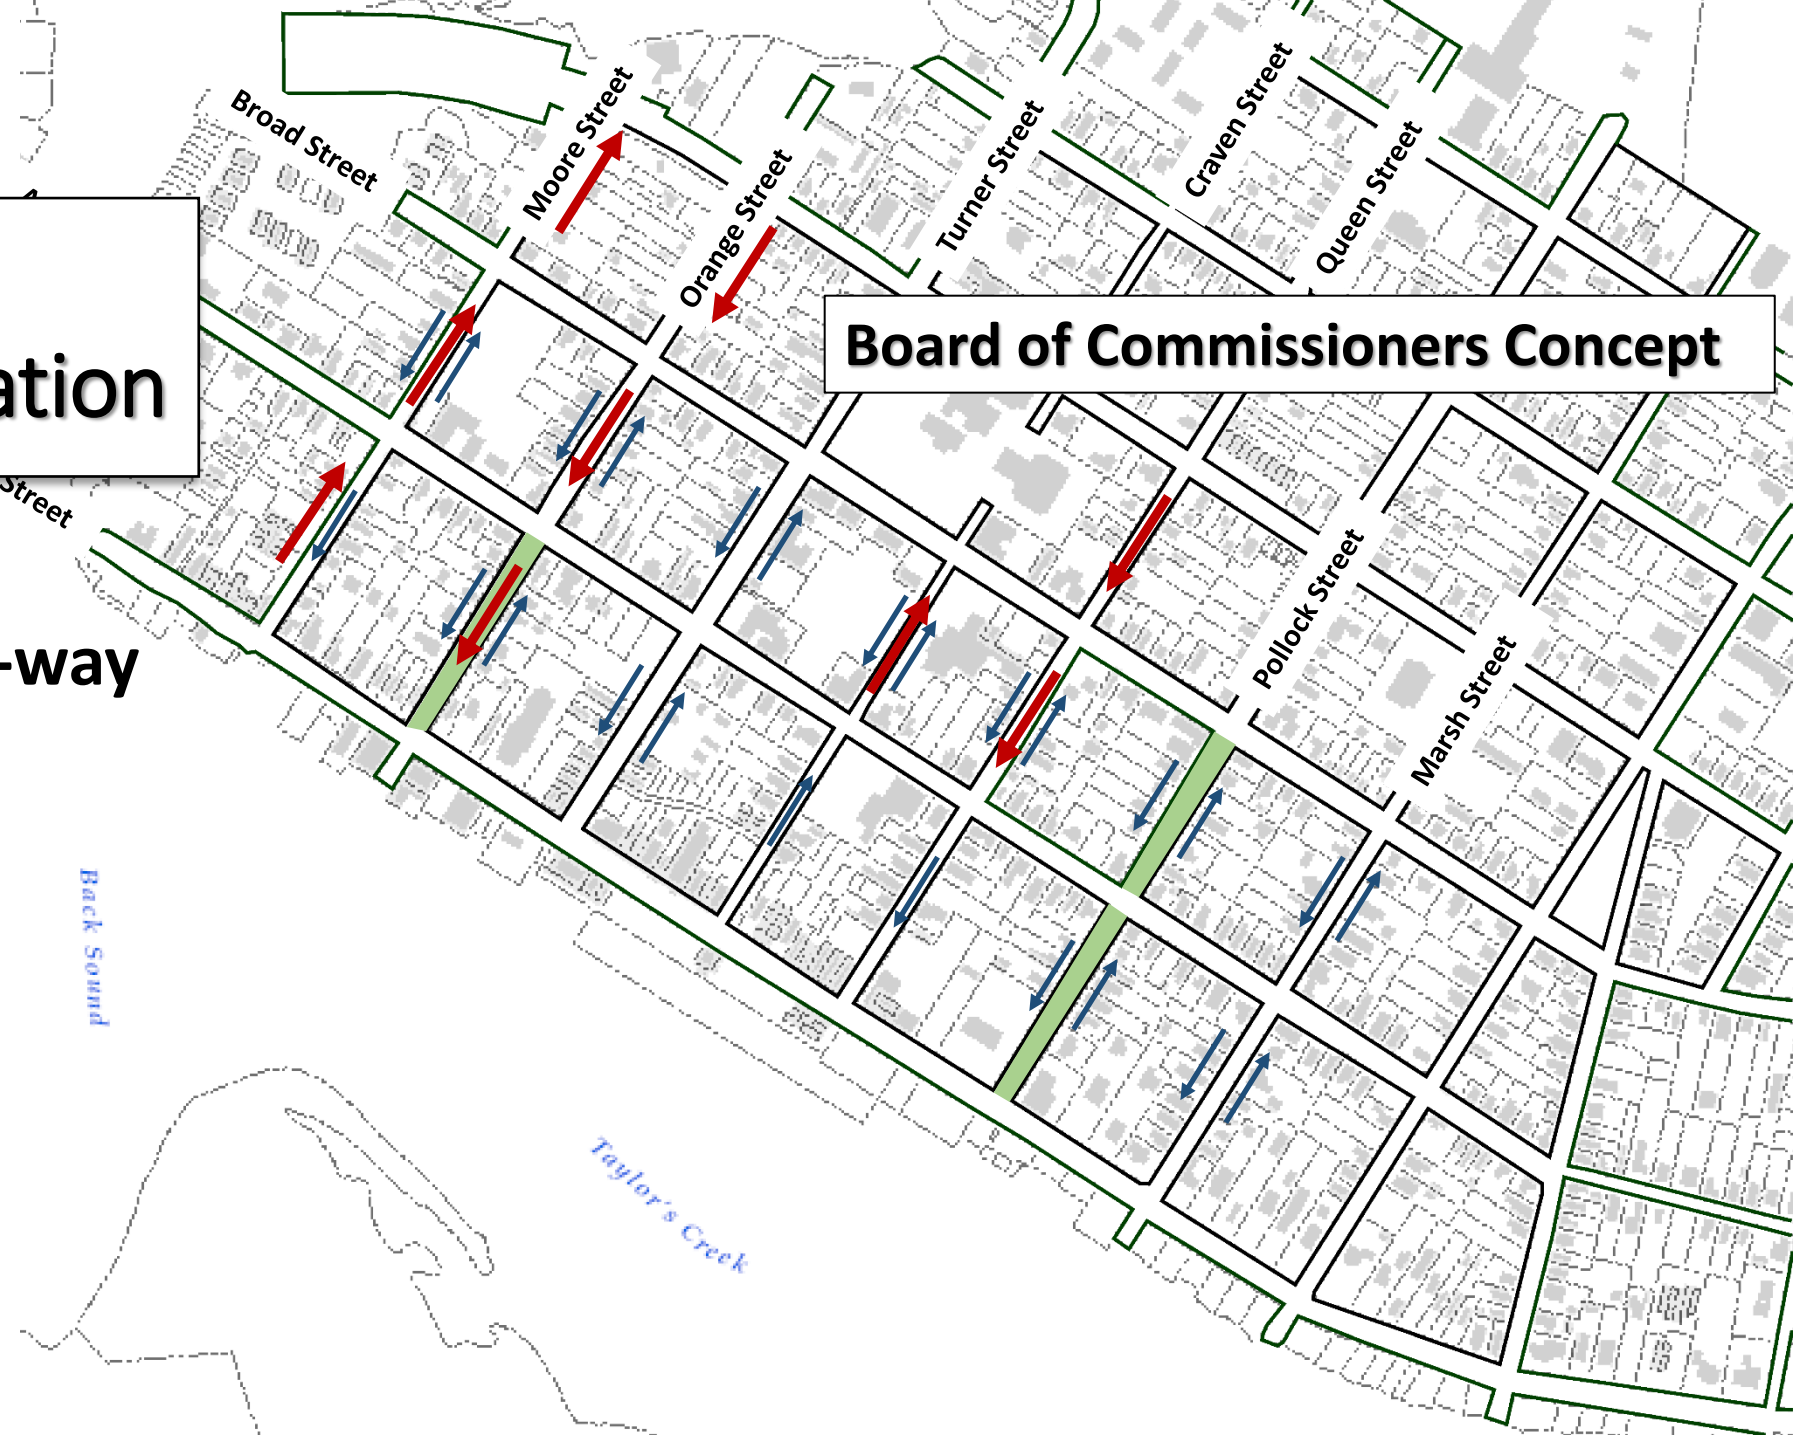 Broad Street
Moore Street
Orange Street
Turner Street
Craven Street
Queen Street
Board of Commissioners Concept
ation
Street
-way
Pollock Street
Marsh Street
Back Sound
Taylor's Creek